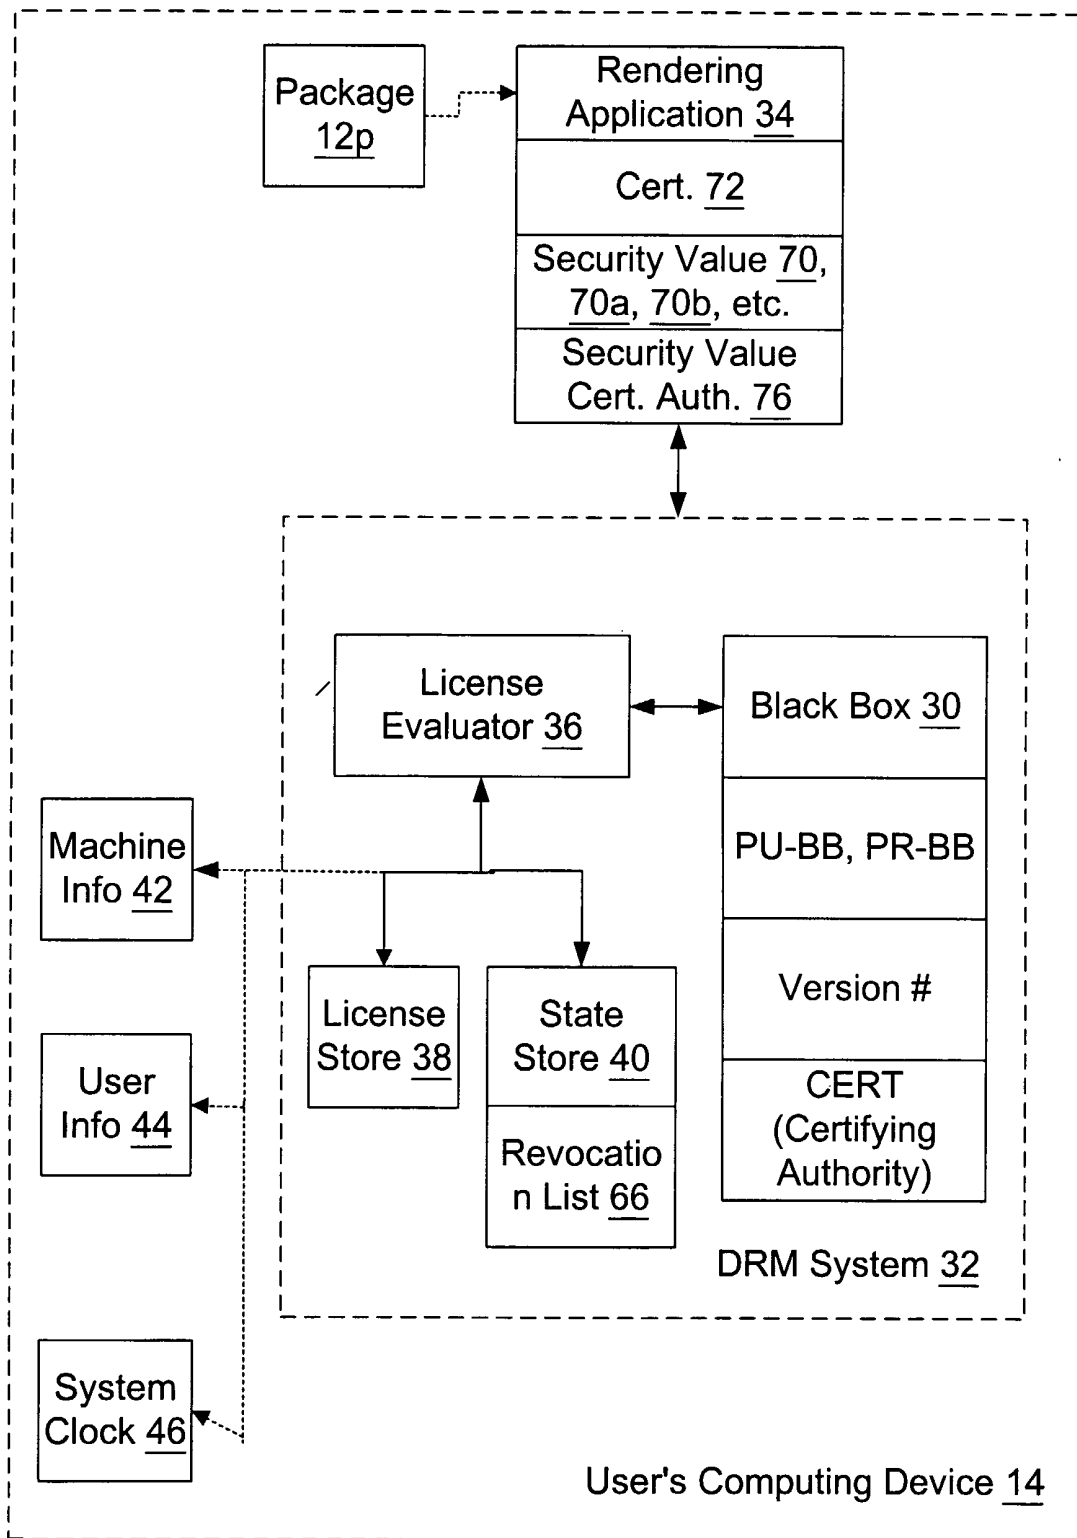 Package
12p
Rendering
Application 34
Cert. 72
Security Value 70,
70a, 70b, etc.
Security Value
Cert. Auth. 76
License
Evaluator 36
Black Box 30
PU-BB, PR-BB
Version #
CERT
(Certifying
Authority)
Machine
Info 42
License
Store 38
State
Store 40
Revocatio
n List 66
User
Info 44
DRM System 32
System
Clock 46
User's Computing Device 14